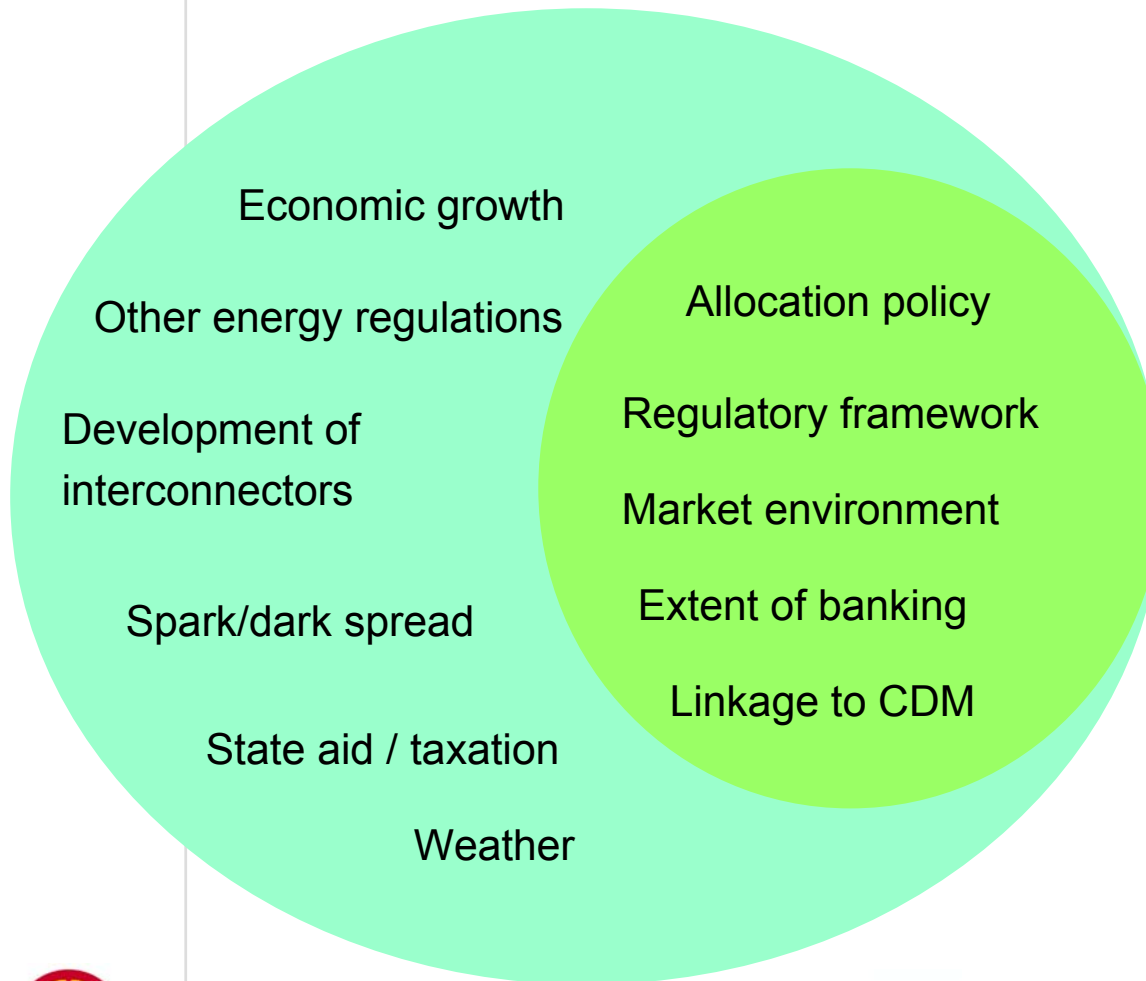 Economic growth
Other energy regulations
Development of
interconnectors
Spark/dark spread
State aid / taxation
Weather
Allocation policy
Regulatory framework
Market environment
Extent of banking
Linkage to CDM